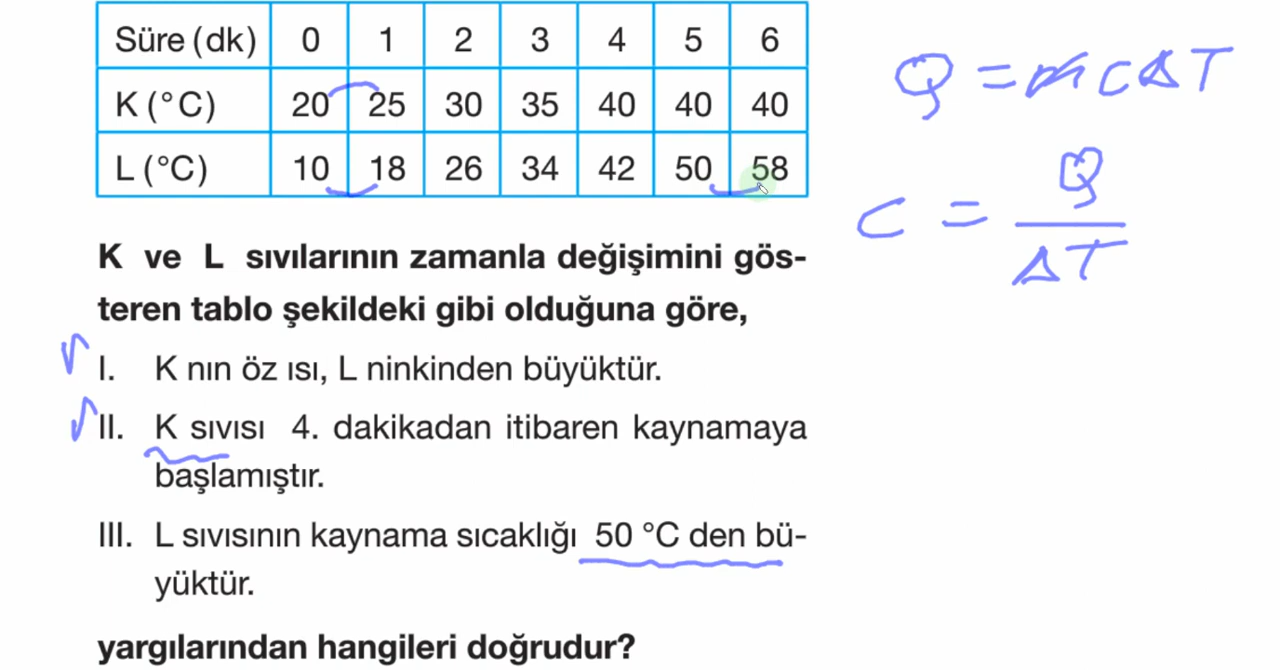 Süre (dk) 0 1 2 3 4 5 6
K (°C) 20 25 30 35 40 40 40
L (°C) 10 18 26 34 42 50 58
Q = m c Δ T
c = Q / Δ T
K ve L sıvılarının zamanla değişimini gös-
teren tablo şekildeki gibi olduğuna göre,
I. K nın öz ısı, L ninkinden büyüktür.
II. K sıvısı 4. dakikadan itibaren kaynamaya
başlamıştır.
III. L sıvısının kaynama sıcaklığı 50 °C den bü-
yüktür.
yargılarından hangileri doğrudur?